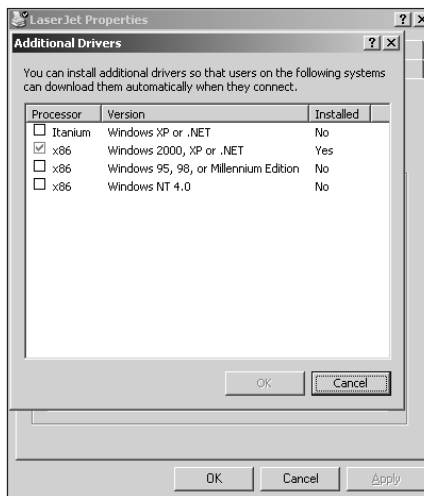 LaserJet Properties
Additional Drivers
You can install additional drivers so that users on the following systems
can download them automatically when they connect.
Processor Version Installed
Itanium Windows XP or .NET No
x86 Windows 2000, XP or .NET Yes
x86 Windows 95, 98, or Millennium Edition No
x86 Windows NT 4.0 No
OK Cancel
OK Cancel Apply